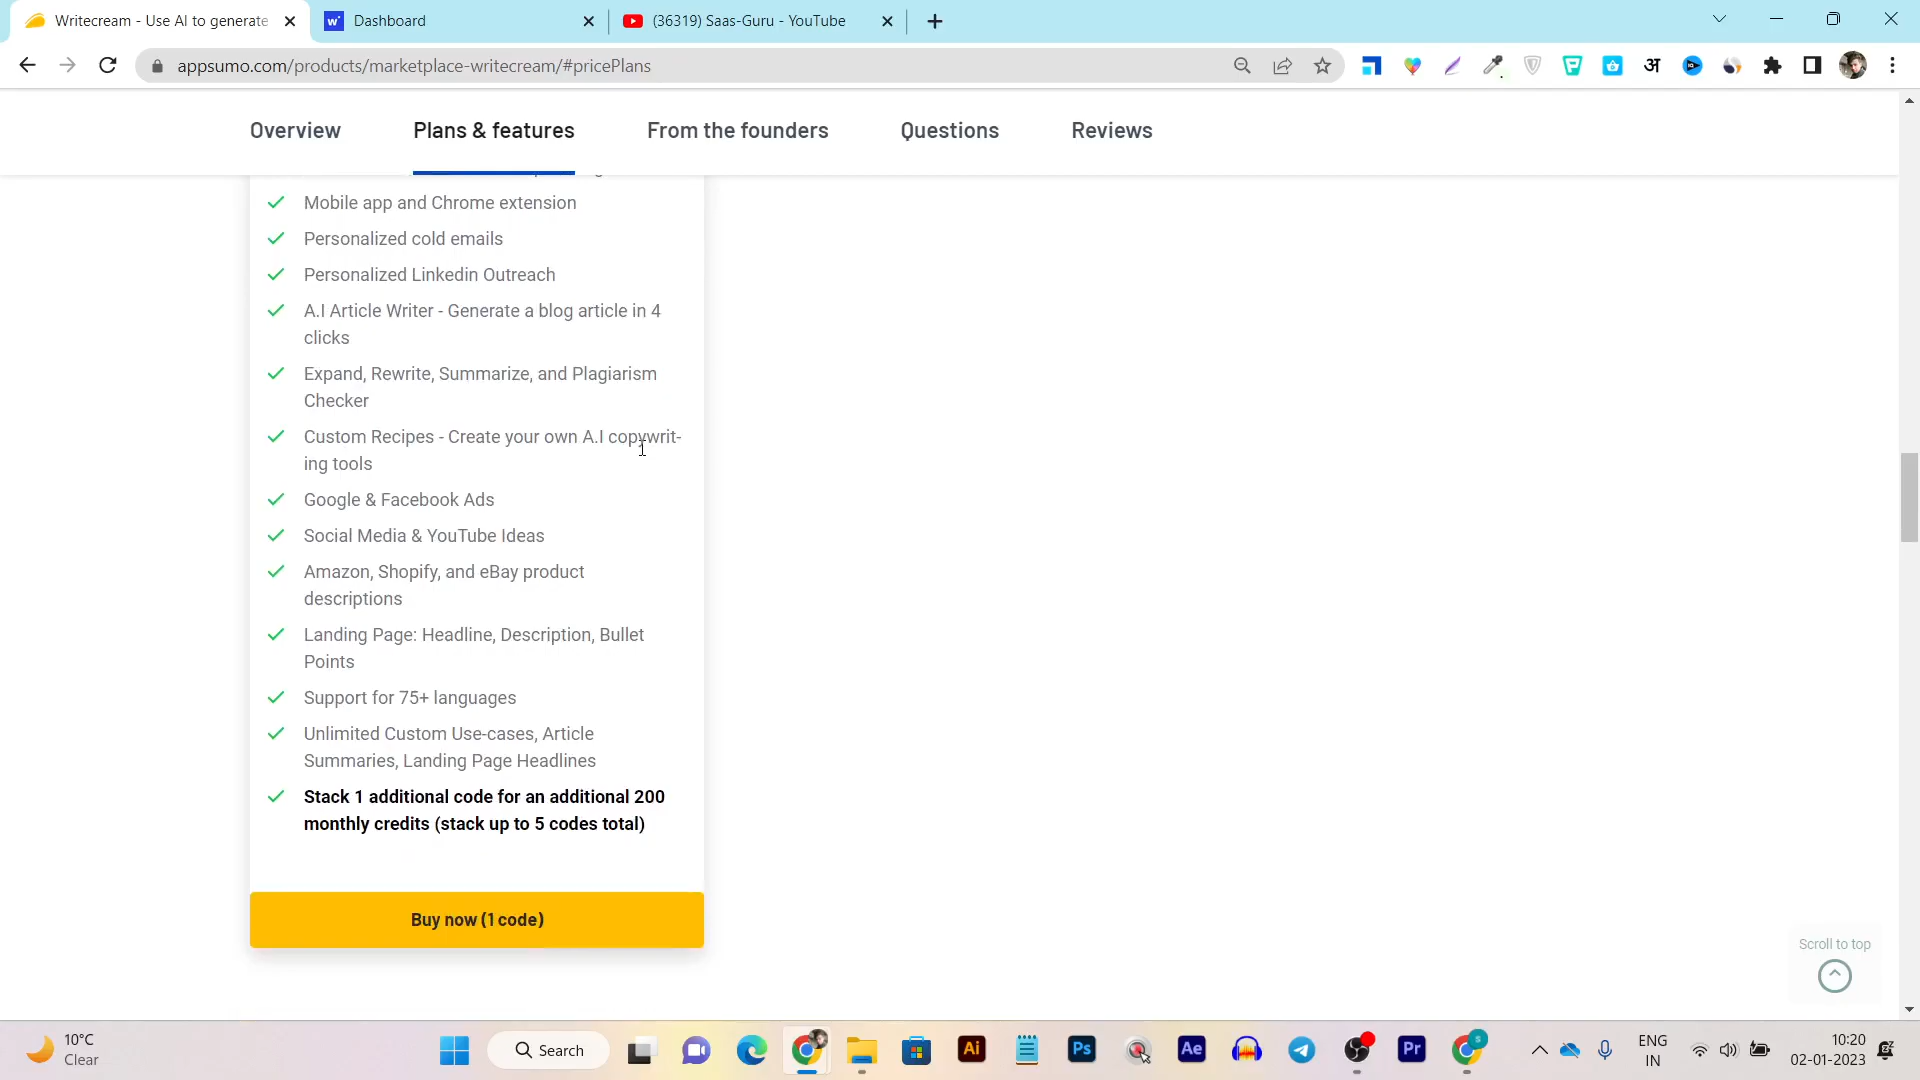 Writecream - Use AI to generate
Dashboard
(36319) Saas-Guru - YouTube
appsumo.com/products/marketplace-writecream/#pricePlans
Overview
Plans & features
From the founders
Questions
Reviews
Mobile app and Chrome extension
Personalized cold emails
Personalized Linkedin Outreach
A.I Article Writer - Generate a blog article in 4
clicks
Expand, Rewrite, Summarize, and Plagiarism
Checker
Custom Recipes - Create your own A.I copywrit-
ing tools
Google & Facebook Ads
Social Media & YouTube Ideas
Amazon, Shopify, and eBay product
descriptions
Landing Page: Headline, Description, Bullet
Points
Support for 75+ languages
Unlimited Custom Use-cases, Article
Summaries, Landing Page Headlines
Stack 1 additional code for an additional 200
monthly credits (stack up to 5 codes total)
Buy now (1 code)
Scroll to top
10°C
Clear
Search
Ai
Ps
Ae
Pr
ENG
IN
10:20
02-01-2023